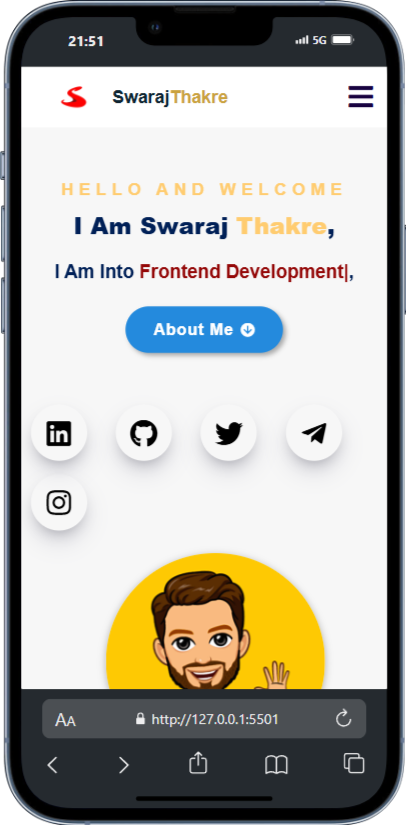 21:51
5G
SwarajThakre
HELLO AND WELCOME
I Am Swaraj Thakre,
I Am Into Frontend Development|,
About Me
in
AA
http://127.0.0.1:5501